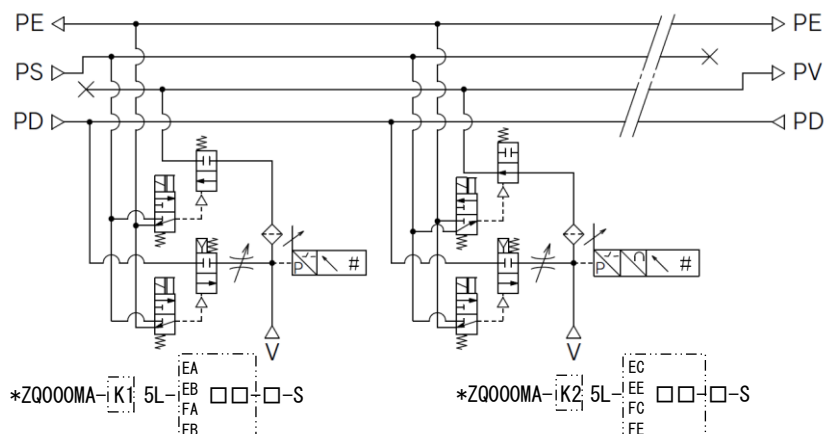 PE PE
PS PV
PD PD
P # P #
V V
*ZQ000MA-K1 5L-□□-□-S *ZQ000MA-K2 5L-□□-□-S
EA
EB
FA
FB
EC
EE
FC
FE